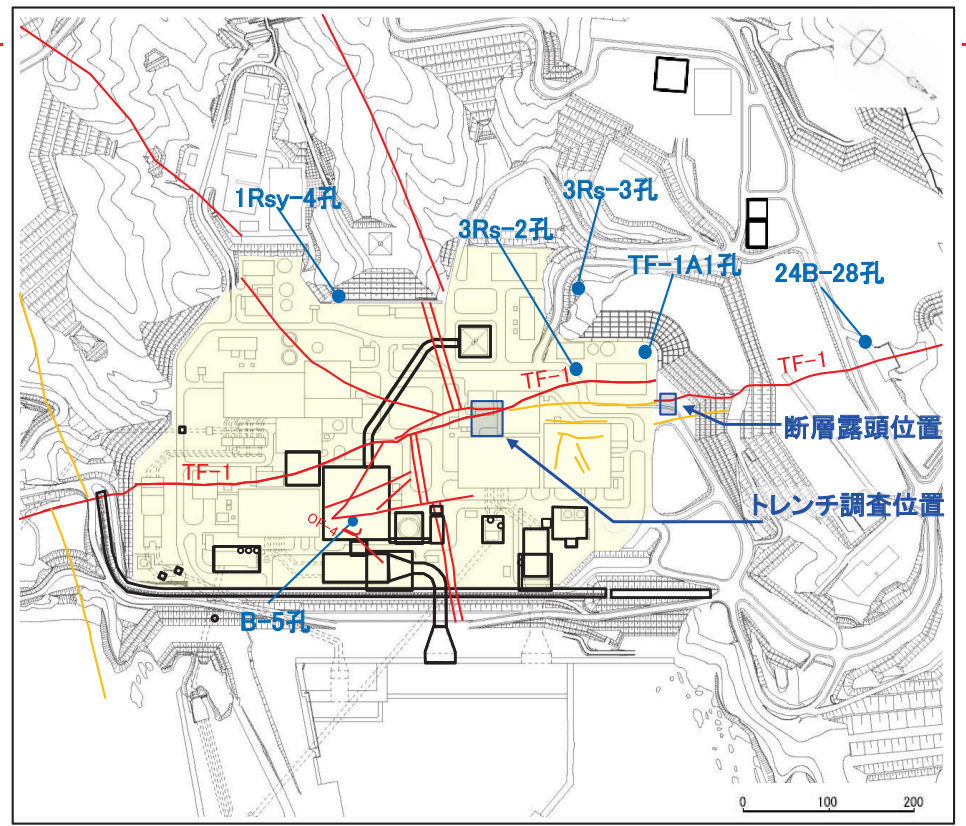 1Rsy-4孔
3Rs-3孔
3Rs-2孔
TF-1A1孔
24B-28孔
TF-1
TF-1
断層露頭位置
TF-1
トレンチ調査位置
OF-4
B-5孔
0 100 200